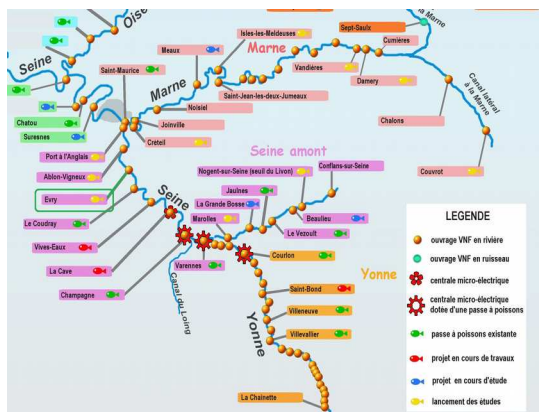 Oise
Seine
Isles-les-Meldeuses
Sept-Saulx
la Marne
Meaux
Marne
Cumières
Saint-Maurice
Marne
Vandières
Damery
Canal latéral
à la Marne
Saint-Jean-les-deux-Jumeaux
Noisiel
Chatou
Joinville
Chalons
Suresnes
Créteil
Port à l'Anglais
Seine amont
Conflans-sur-Seine
Couvrot
Ablon-Vigneux
Nogent-sur-Seine (seuil du Livon)
Jaulnes
Evry
Seine
La Grande Bosse
Marolles
Beaulieu
LEGENDE
Le Coudray
Le Vezoult
ouvrage VNF en rivière
Vives-Eaux
Courlon
ouvrage VNF en ruisseau
La Cave
Varennes
Yonne
centrale micro-électrique
Champagne
Canal du Loing
Saint-Bond
centrale micro-électrique
dotée d'une passe à poissons
Villeneuve
passe à poissons existante
Yonne
Villevallier
projet en cours de travaux
projet en cours d'étude
La Chainette
lancement des études